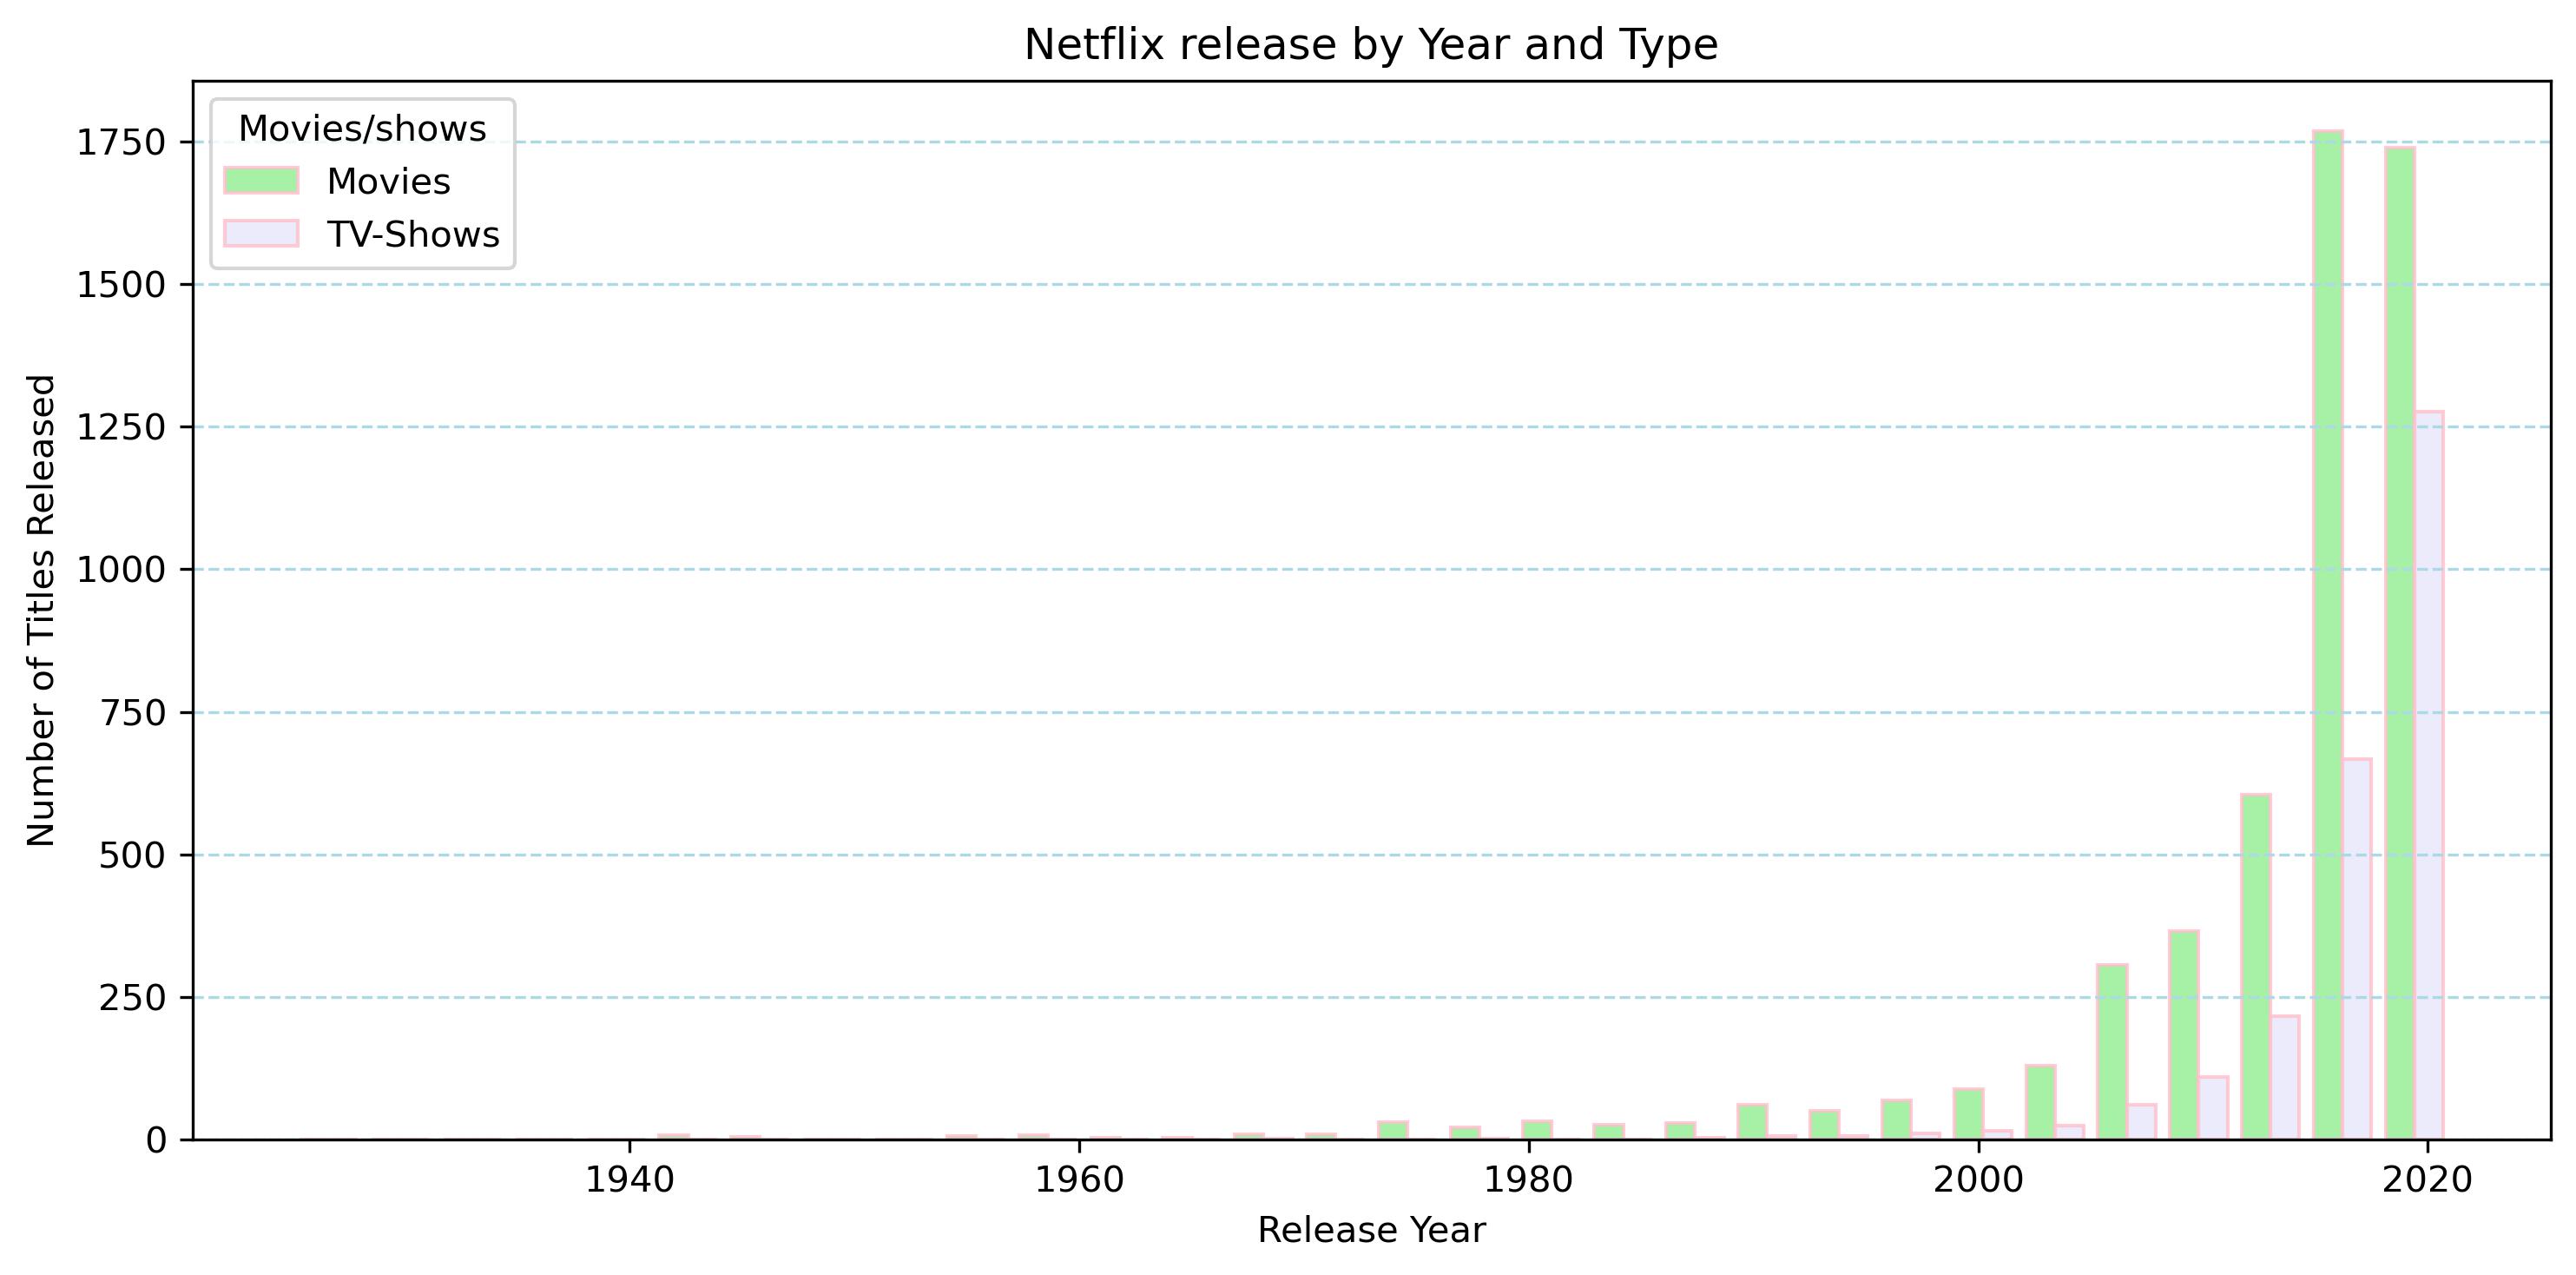 Netflix release by Year and Type
Movies/shows
Movies
TV-Shows
Number of Titles Released
1750
1500
1250
1000
750
500
250
0
1940
1960
1980
2000
2020
Release Year